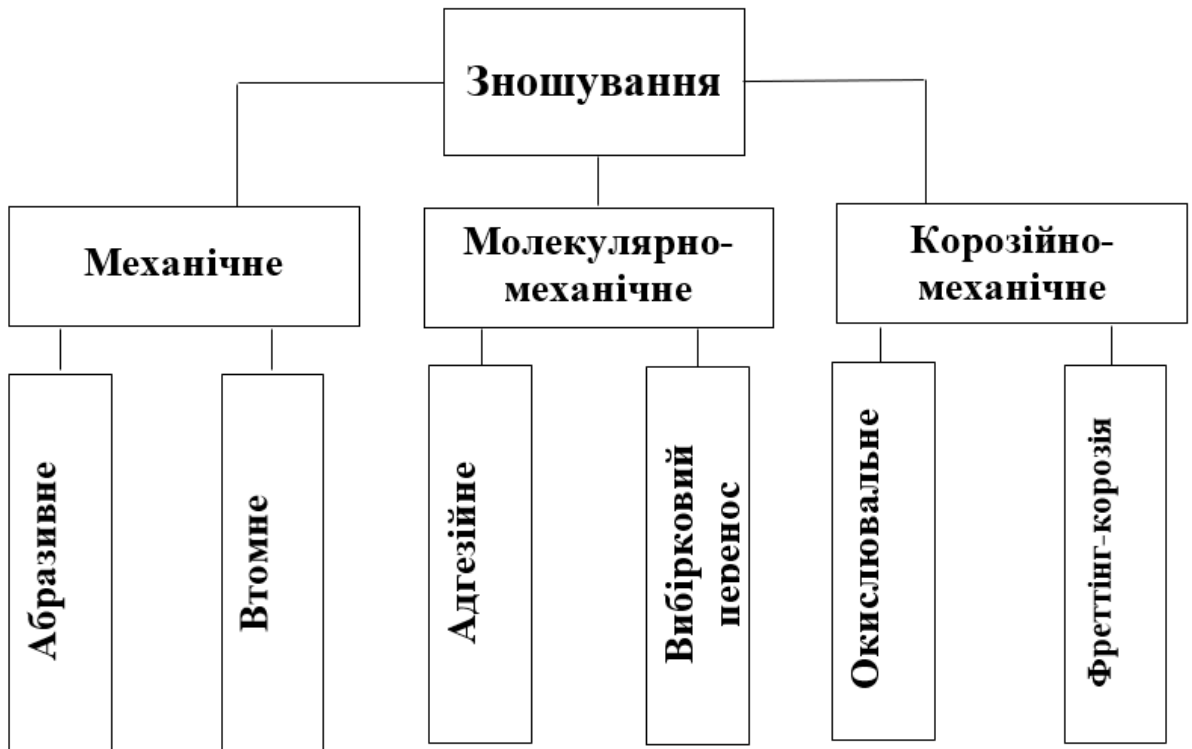 Зношування
Механічне
Молекулярно-
механічне
Корозійно-
механічне
Абразивне
Втомне
Адгезійне
Вибірковий
перенос
Окислювальне
Фреттінг-корозія